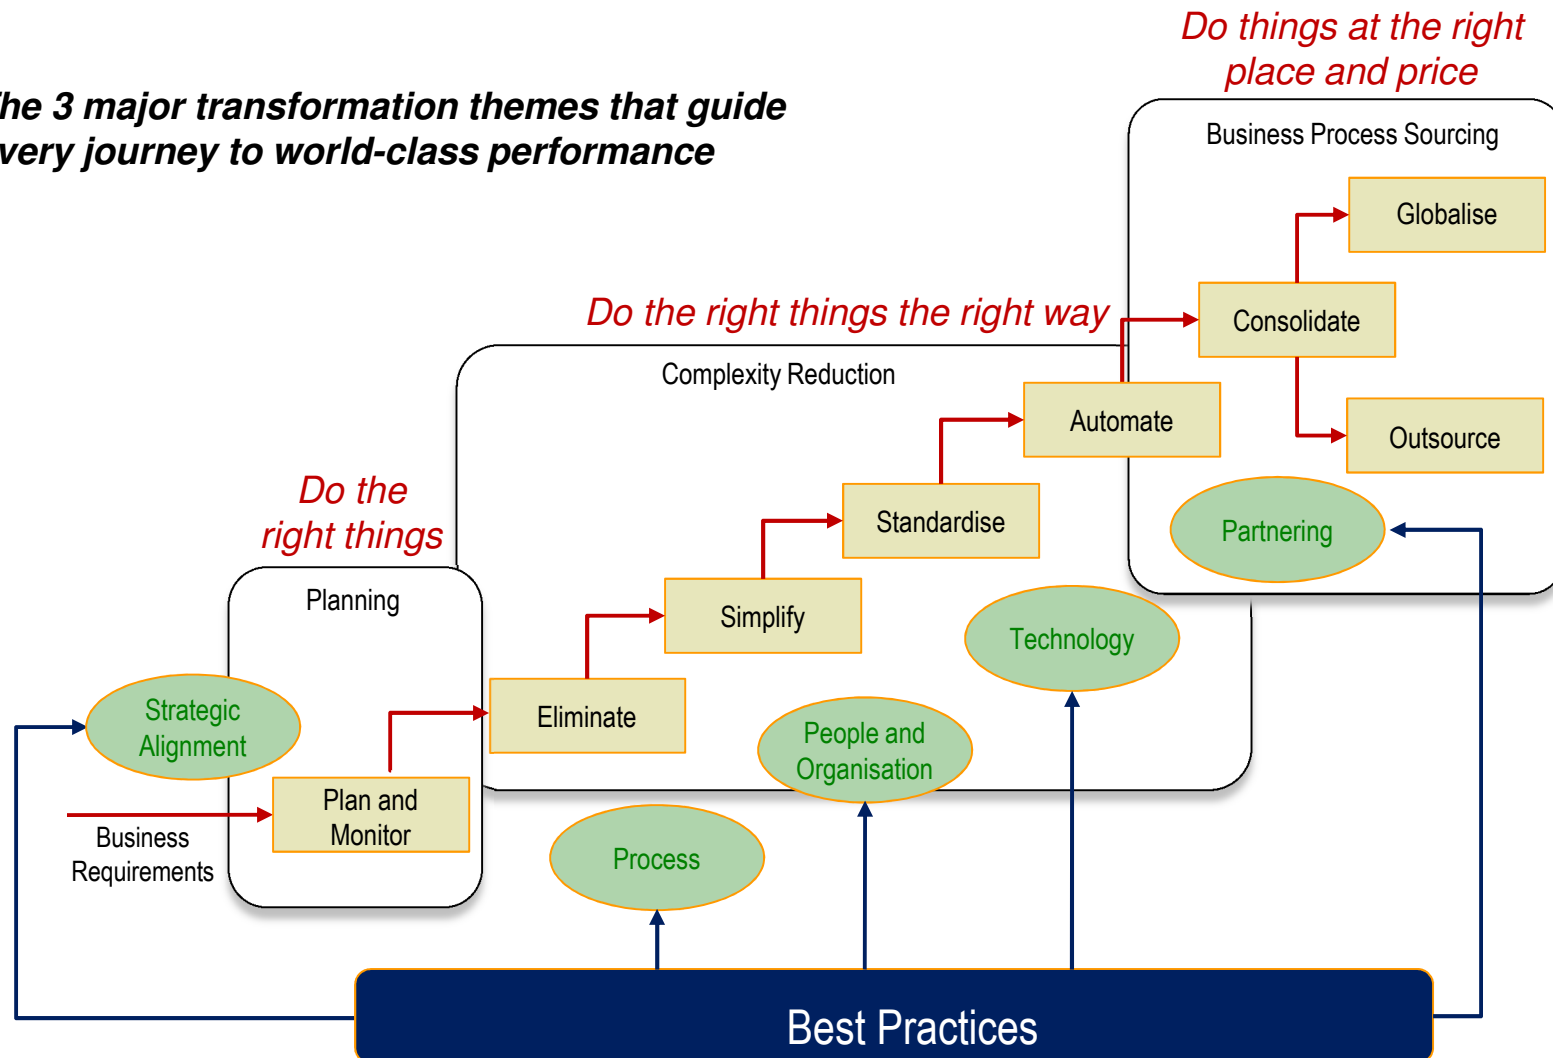 Do things at the right
place and price
he 3 major transformation themes that guide
very journey to world-class performance
Business Process Sourcing
Globalise
Do the right things the right way
Consolidate
Complexity Reduction
Automate
Outsource
Do the
right things
Standardise
Partnering
Planning
Simplify
Technology
Strategic
Alignment
Eliminate
People and
Organisation
Plan and
Monitor
Business
Requirements
Process
Best Practices